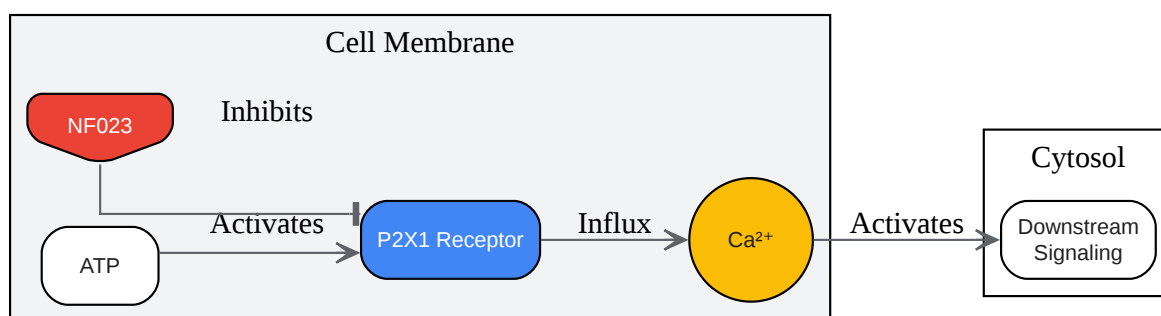 Cell Membrane
NF023
Inhibits
Activates
ATP
P2X1 Receptor
Influx
Ca²⁺
Activates
Cytosol
Downstream
Signaling